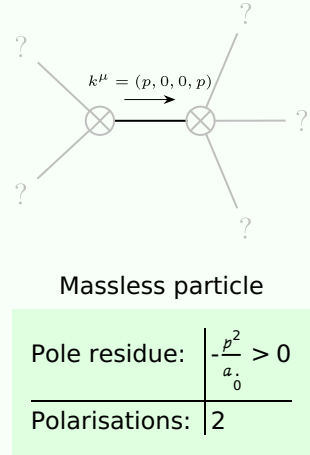 ?
?
k^μ = (p, 0, 0, p)
?
?
?
Massless particle
Pole residue: -p²/a.₀ > 0
Polarisations: 2